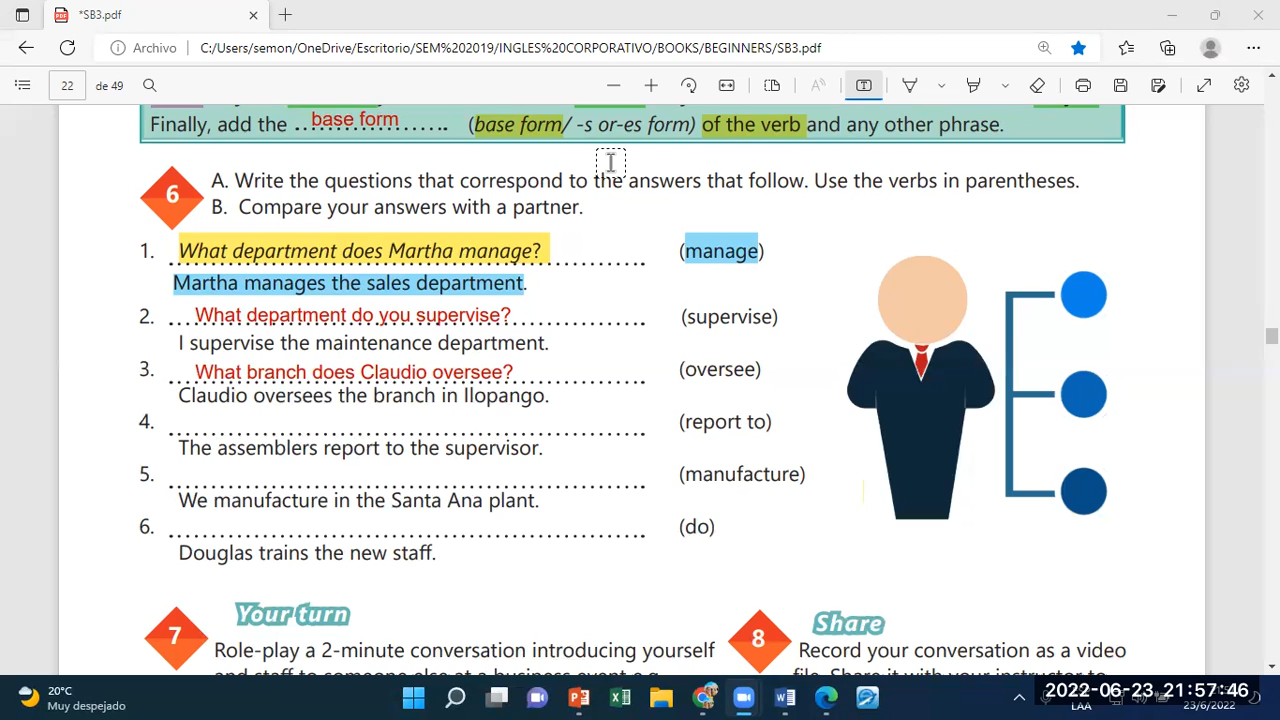 *SB3.pdf
Archivo C:/Users/semon/OneDrive/Escritorio/SEM%202019/INGLES%20CORPORATIVO/BOOKS/BEGINNERS/SB3.pdf
22 de 49
Finally, add the base form (base form/ -s or-es form) of the verb and any other phrase.
6 A. Write the questions that correspond to the answers that follow. Use the verbs in parentheses.
B. Compare your answers with a partner.
1. What department does Martha manage? (manage)
Martha manages the sales department.
2. What department do you supervise? (supervise)
I supervise the maintenance department.
3. What branch does Claudio oversee? (oversee)
Claudio oversees the branch in Ilopango.
4. (report to)
The assemblers report to the supervisor.
5. (manufacture)
We manufacture in the Santa Ana plant.
6. (do)
Douglas trains the new staff.
7 Your turn
Role-play a 2-minute conversation introducing yourself
8 Share
Record your conversation as a video
20°C
Muy despejado
LAA
2022-06-23 21:57:46
23/6/2022